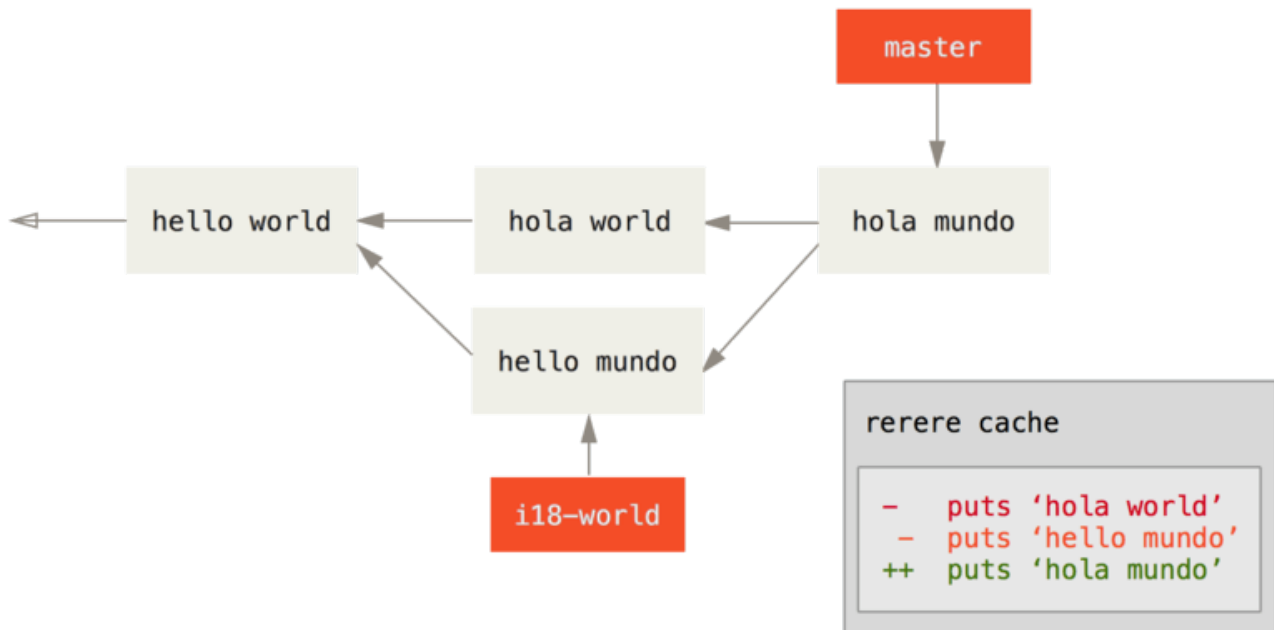 master
hello world
hola world
hola mundo
hello mundo
i18-world
rerere cache
- puts ‘hola world’
- puts ‘hello mundo’
++ puts ‘hola mundo’